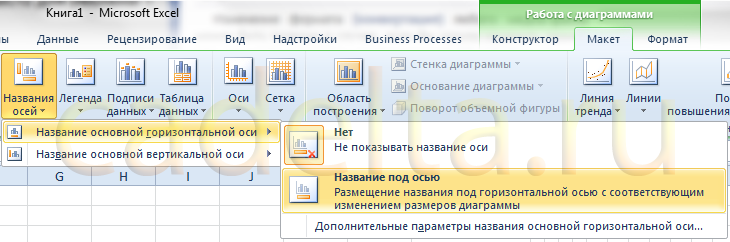 Книга1 - Microsoft Excel
Работа с диаграммами
Данные Рецензирование Вид Надстройки Business Processes Конструктор Макет Формат
Названия осей Легенда Подписи данных Таблица данных Оси Сетка Область построения Стенка диаграммы Основание диаграммы Поворот объемной фигуры Линия тренда Линии
Название основной горизонтальной оси
Название основной вертикальной оси
Нет
Не показывать название оси
Название под осью
Размещение названия под горизонтальной осью с соответствующим
изменением размеров диаграммы
Дополнительные параметры названия основной горизонтальной оси...
G H I J
cadelta.ru